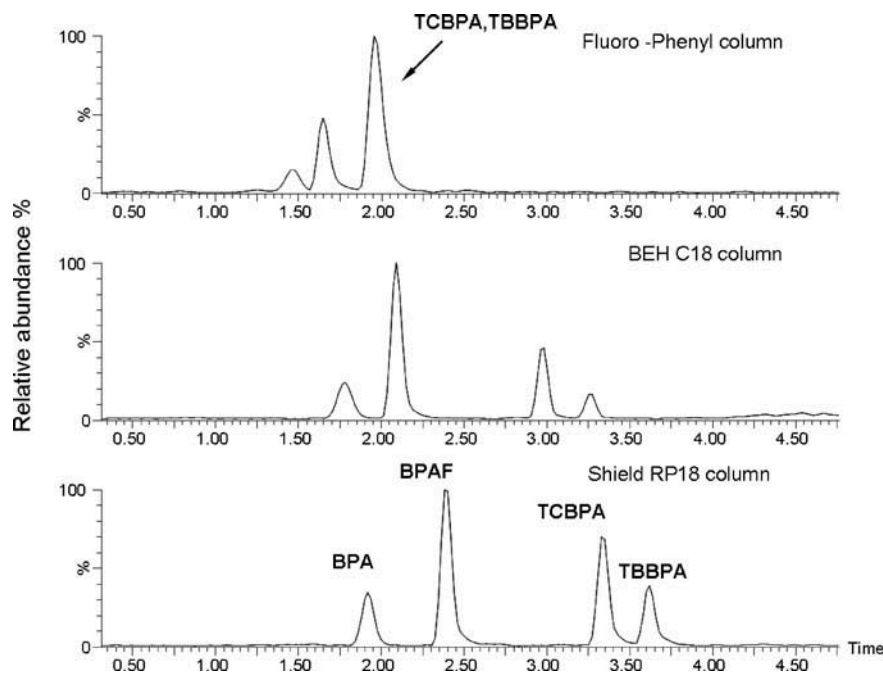 TCBPA,TBBPA
Fluoro -Phenyl column
100
%
0
0.50 1.00 1.50 2.00 2.50 3.00 3.50 4.00 4.50
Relative abundance %
BEH C18 column
100
%
0
0.50 1.00 1.50 2.00 2.50 3.00 3.50 4.00 4.50
BPAF
Shield RP18 column
100
TCBPA
%
BPA
TBBPA
0
Time
0.50 1.00 1.50 2.00 2.50 3.00 3.50 4.00 4.50